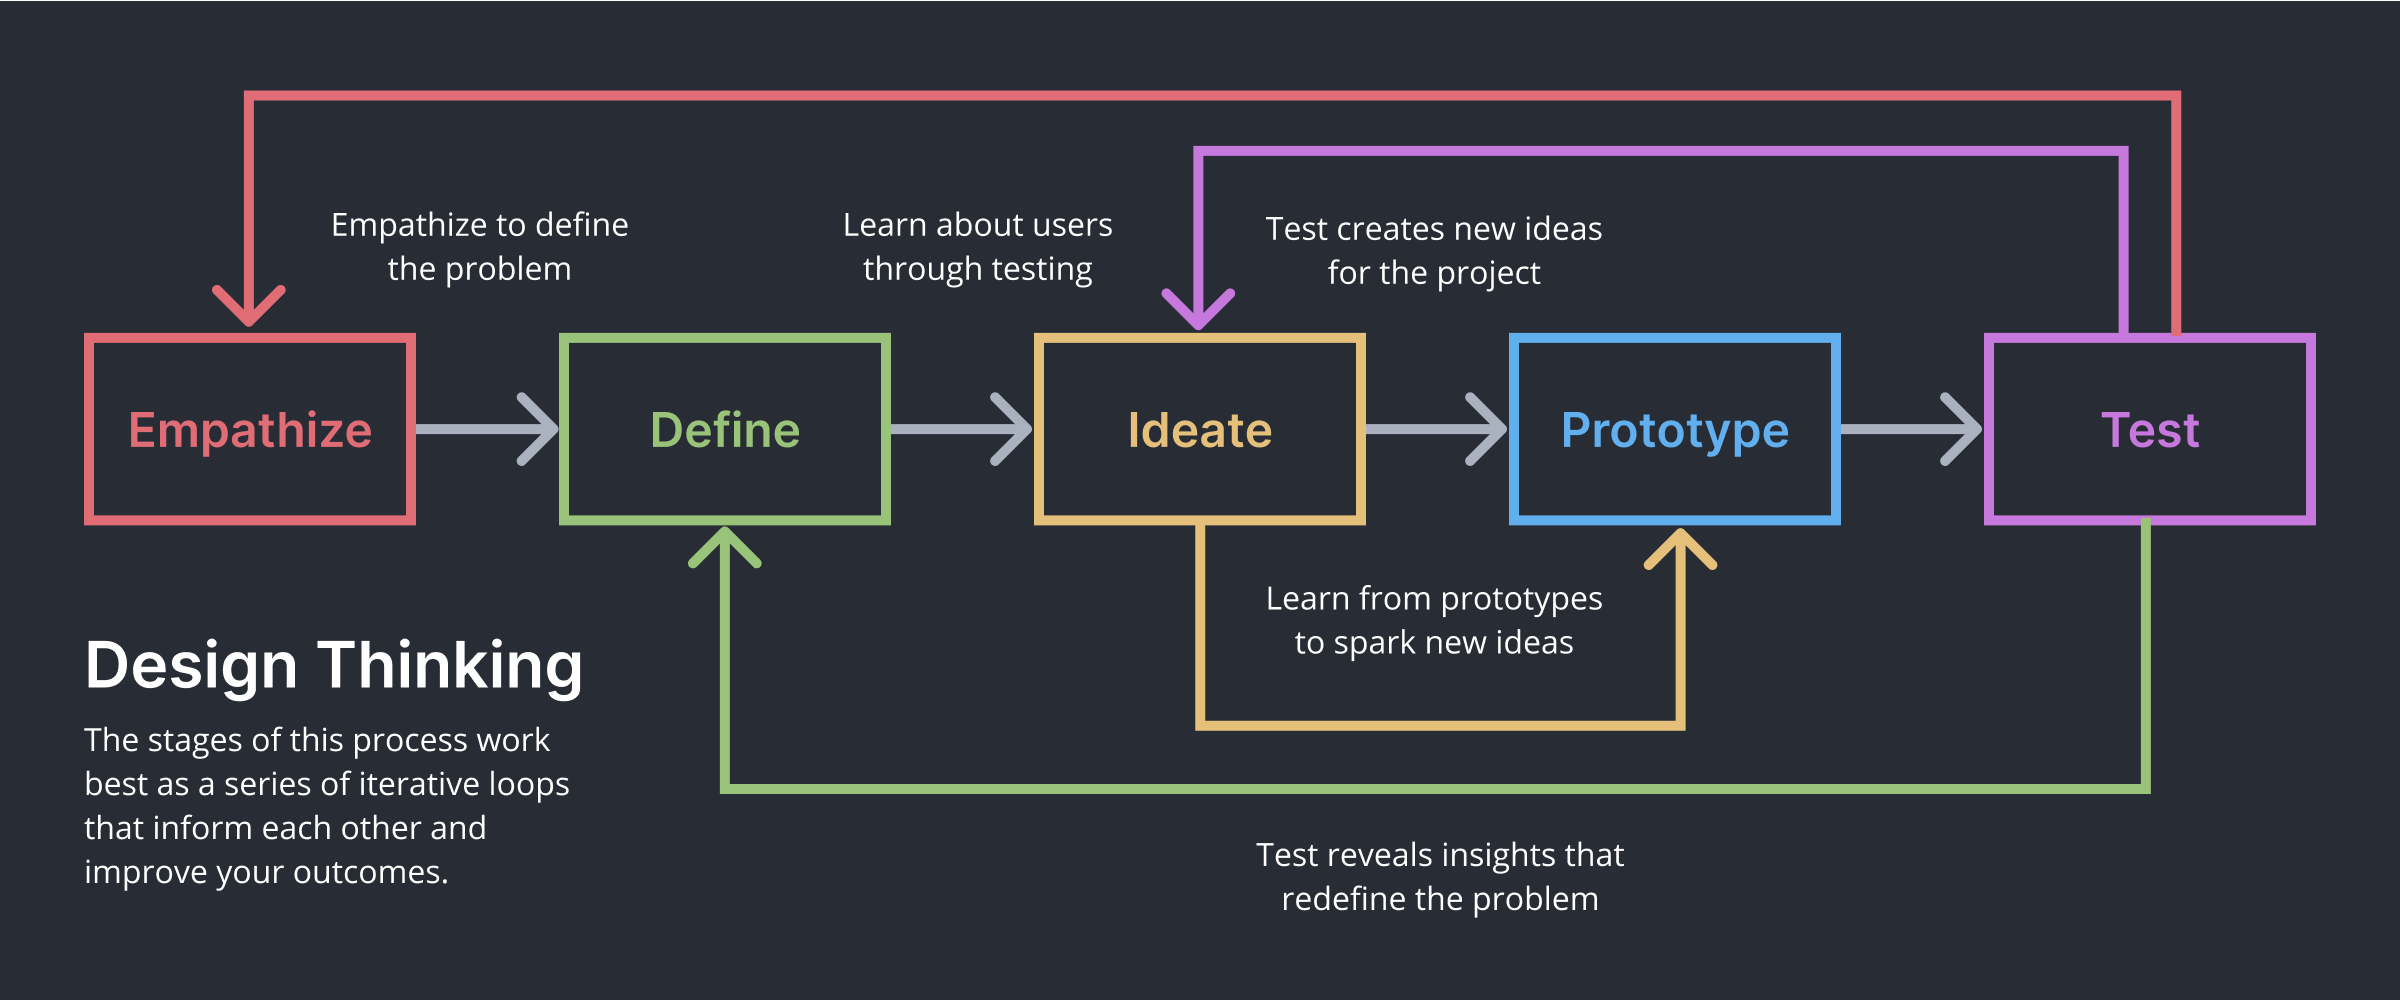 Empathize to define
the problem
Learn about users
through testing
Test creates new ideas
for the project
Empathize
Define
Ideate
Prototype
Test
Learn from prototypes
to spark new ideas
Design Thinking
The stages of this process work
best as a series of iterative loops
that inform each other and
improve your outcomes.
Test reveals insights that
redefine the problem